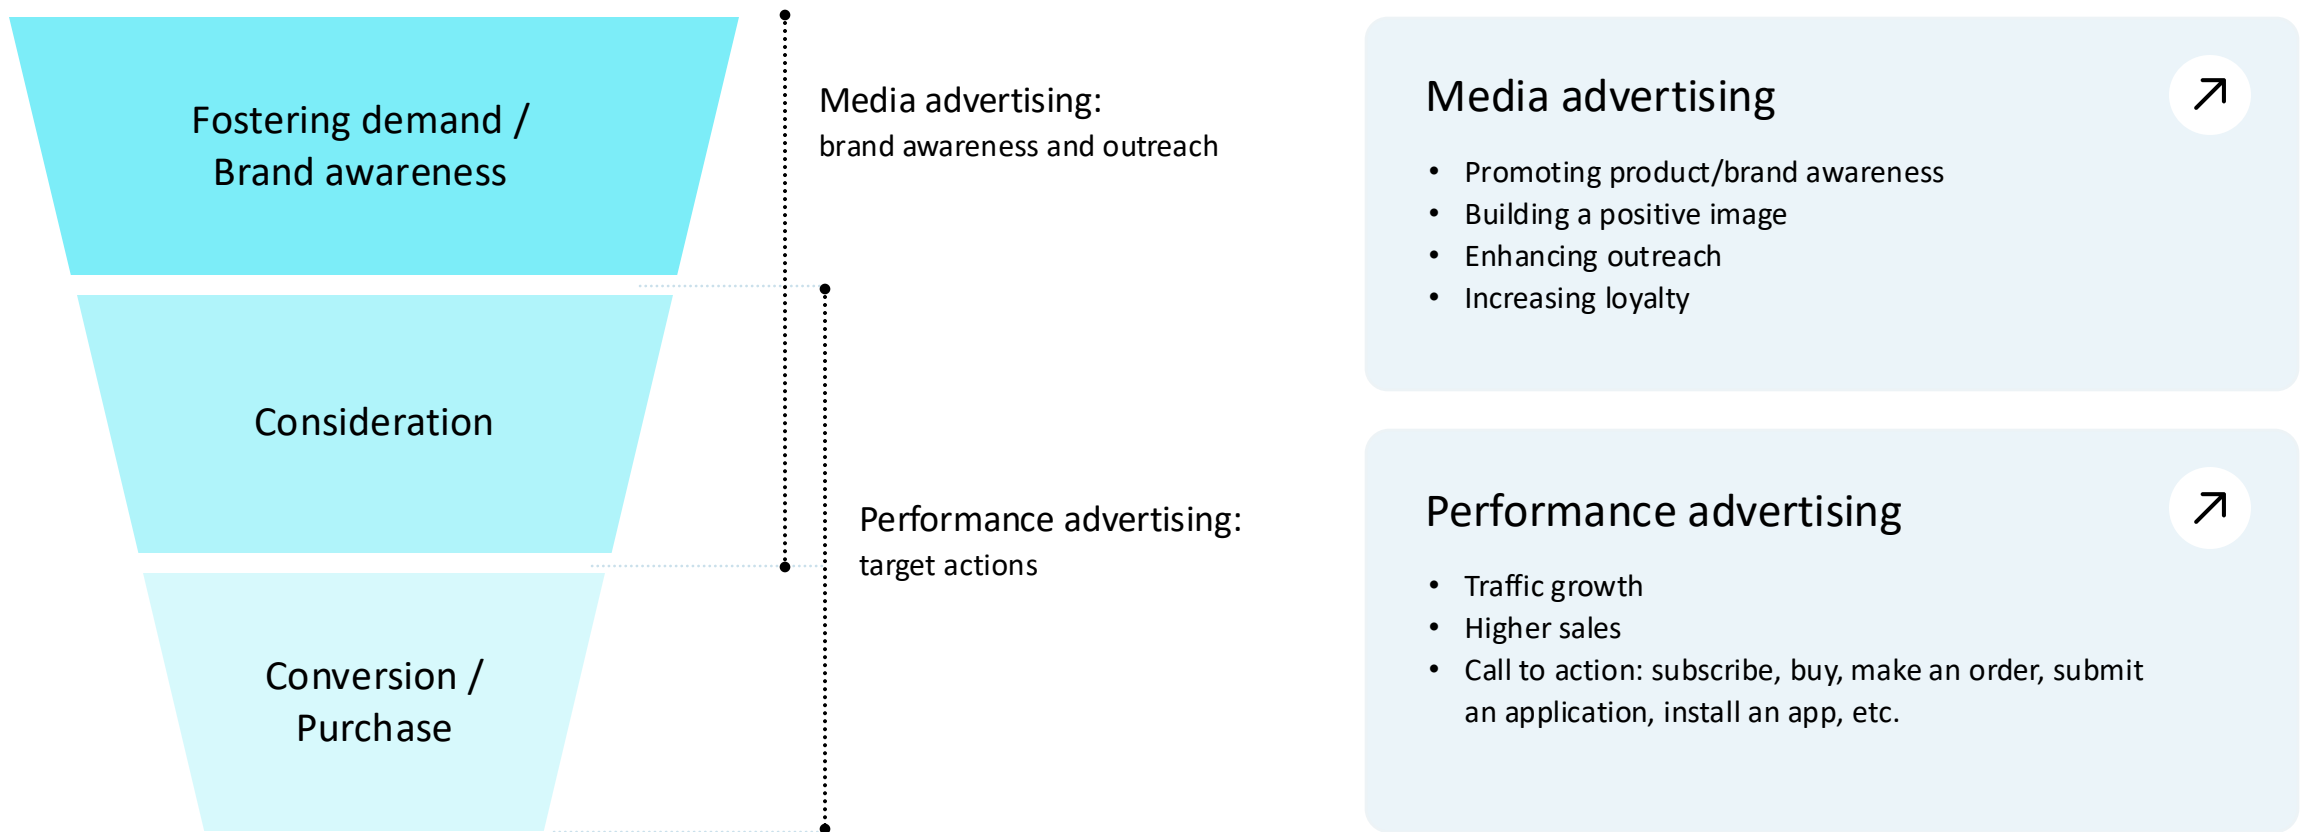 Fostering demand /
Brand awareness
Consideration
Conversion /
Purchase
Media advertising:
brand awareness and outreach
Performance advertising:
target actions
Media advertising
• Promoting product/brand awareness
• Building a positive image
• Enhancing outreach
• Increasing loyalty
Performance advertising
• Traffic growth
• Higher sales
• Call to action: subscribe, buy, make an order, submit
an application, install an app, etc.